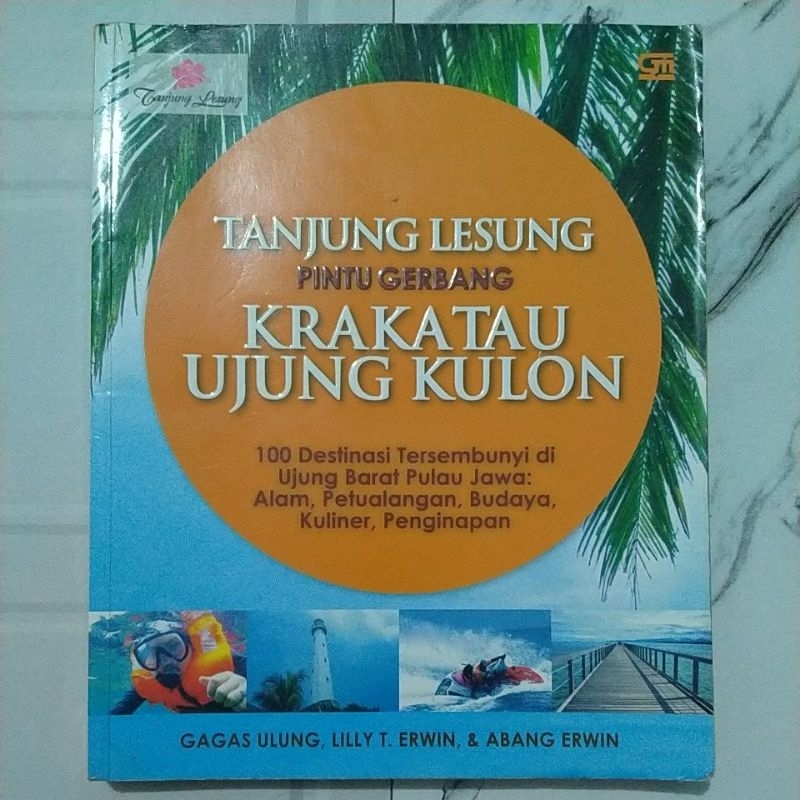 Tanjung Lesung
TANJUNG LESUNG
PINTU GERBANG
KRAKATAU
UJUNG KULON
100 Destinasi Tersembunyi di
Ujung Barat Pulau Jawa:
Alam, Petualangan, Budaya,
Kuliner, Penginapan
GAGAS ULUNG, LILLY T. ERWIN, & ABANG ERWIN